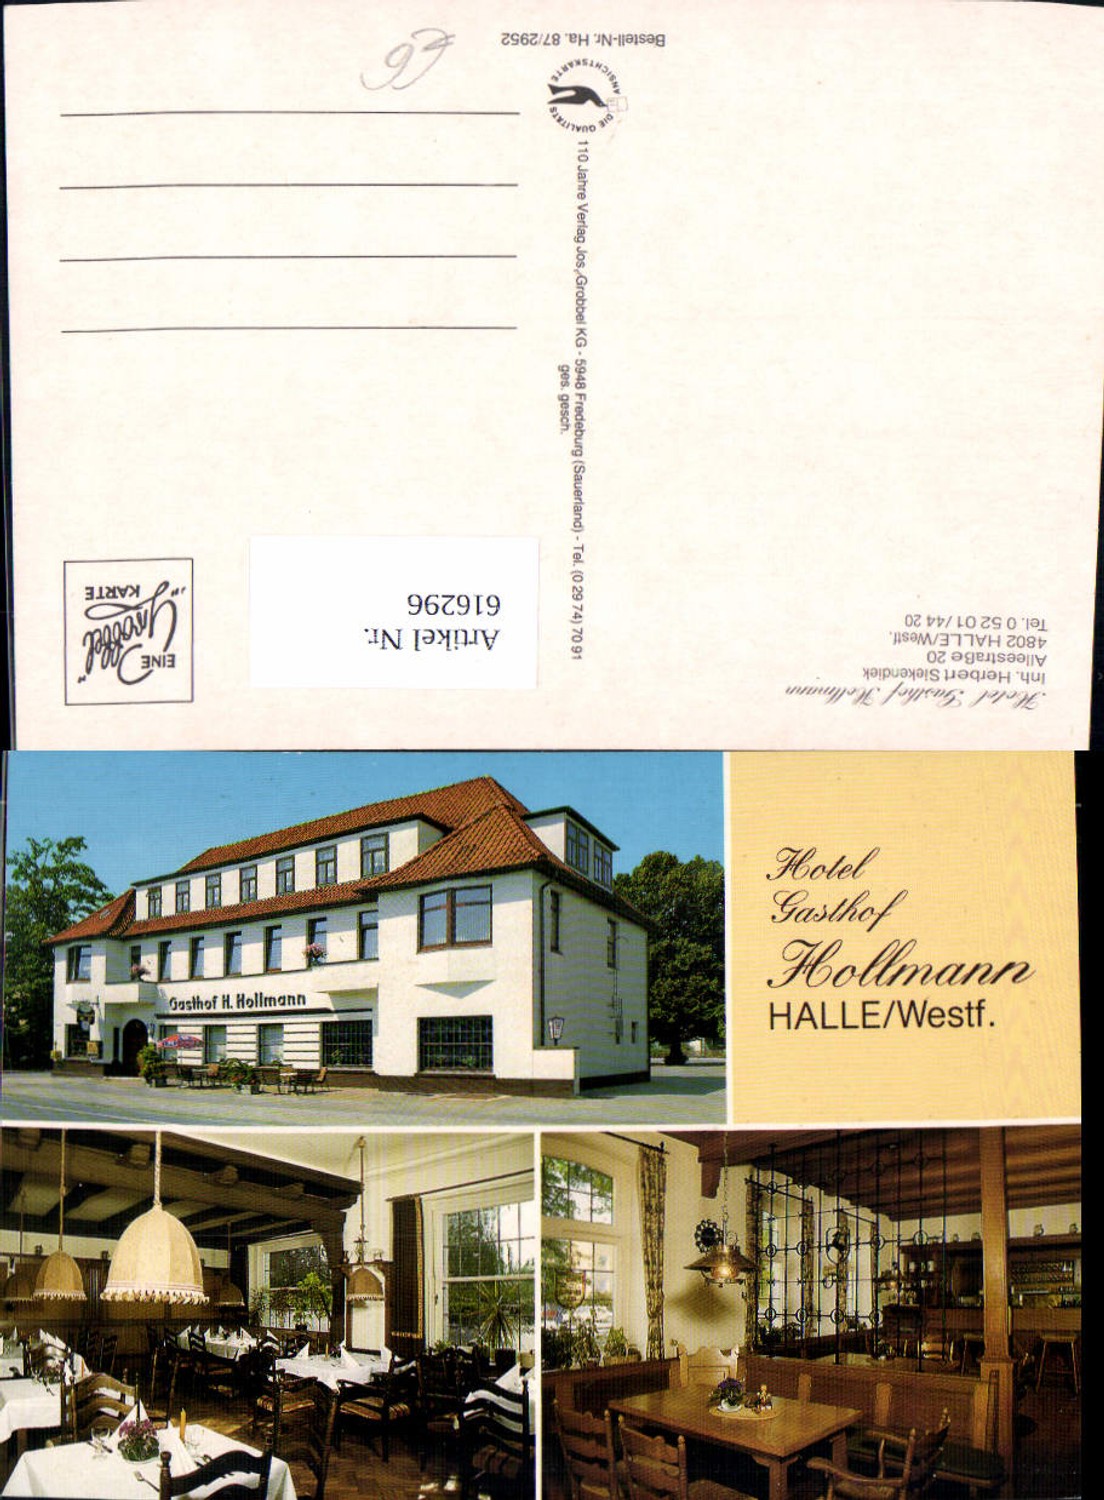 Hotel Gasthof Hollmann
Inh. Herbert Siekendiek
Alleestraße 20
4802 HALLE/Westf.
Tel. 0 52 01 / 44 20
110 Jahre Verlag Jos. Grobbel KG - 5948 Fredeburg (Sauerland) - Tel. (0 29 74) 70 91
ges. gesch.
DIE QUALITÄTS ANSICHTSKARTE
Bestell-Nr. Ha. 87/2952
Artikel Nr.
616296
EINE
„Grobbel"
KARTE
€6
Hotel
Gasthof
Hollmann
HALLE/Westf.
Gasthof H. Hollmann